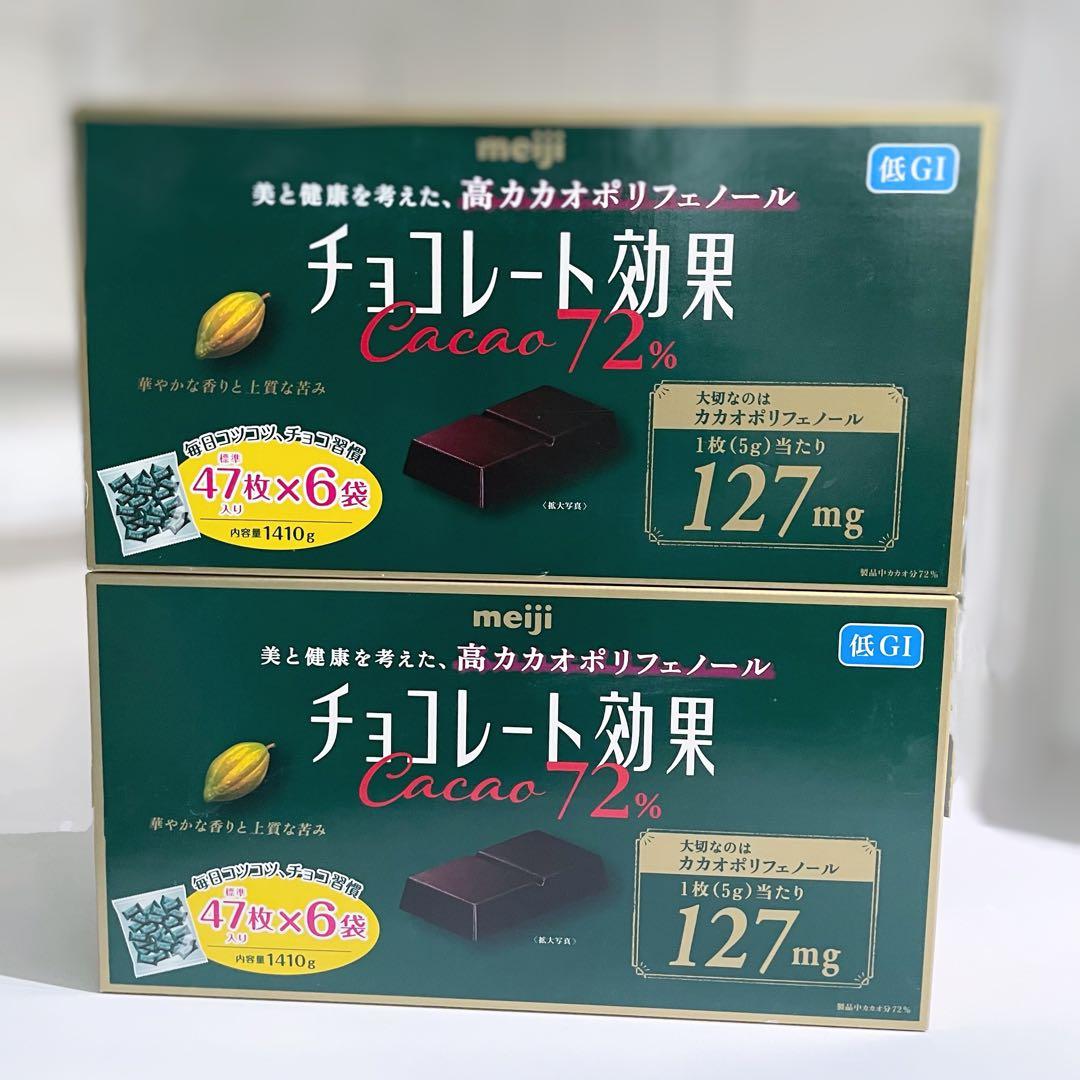 meiji
低GI
美と健康を考えた、高カカオポリフェノール
チョコレート効果
Cacao 72%
華やかな香りと上質な苦み
大切なのは
カカオポリフェノール
1枚(5g)当たり
127mg
毎日コツコツ、チョコ習慣
標準
47枚×6袋
入り
内容量1410g
〈拡大写真〉
製品中カカオ分72%
meiji
低GI
美と健康を考えた、高カカオポリフェノール
チョコレート効果
Cacao 72%
華やかな香りと上質な苦み
大切なのは
カカオポリフェノール
1枚(5g)当たり
127mg
毎日コツコツ、チョコ習慣
標準
47枚×6袋
入り
内容量1410g
〈拡大写真〉
製品中カカオ分72%